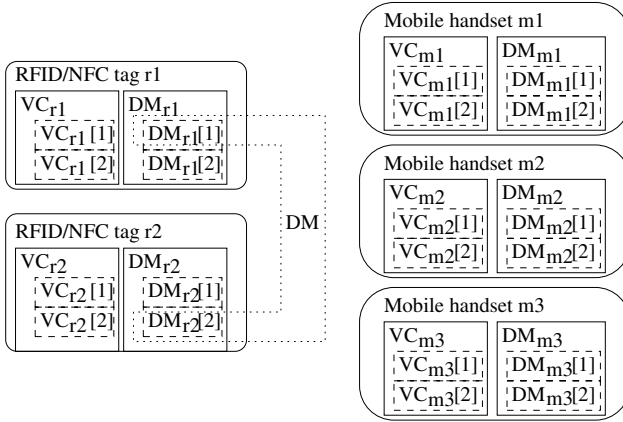 RFID/NFC tag r1
VCr1 DMr1
VCr1[1] DMr1[1]
VCr1[2] DMr1[2]
RFID/NFC tag r2
VCr2 DMr2
VCr2[1] DMr2[1]
VCr2[2] DMr2[2]
DM
Mobile handset m1
VCm1 DMm1
VCm1[1] DMm1[1]
VCm1[2] DMm1[2]
Mobile handset m2
VCm2 DMm2
VCm2[1] DMm2[1]
VCm2[2] DMm2[2]
Mobile handset m3
VCm3 DMm3
VCm3[1] DMm3[1]
VCm3[2] DMm3[2]